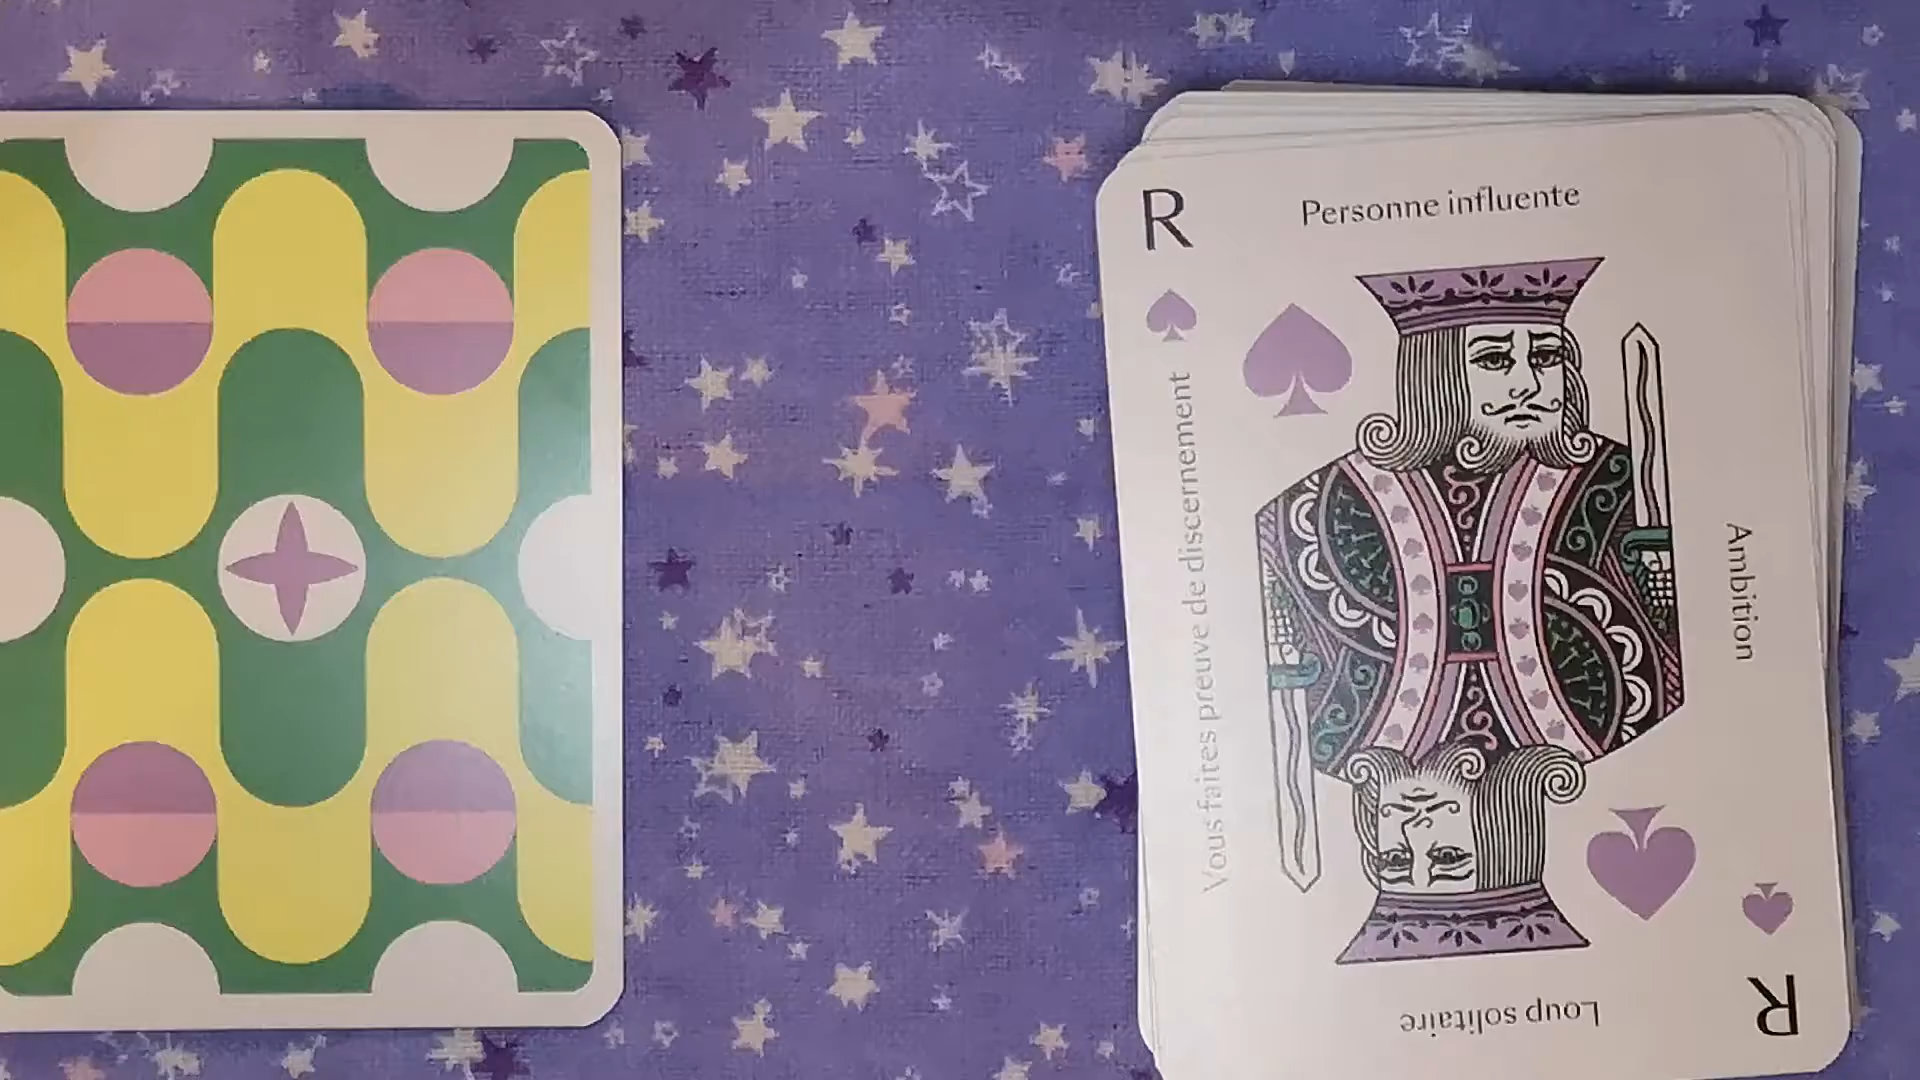 R
Personne influente
Vous faites preuve de discernement
Ambition
Loup solitaire
R